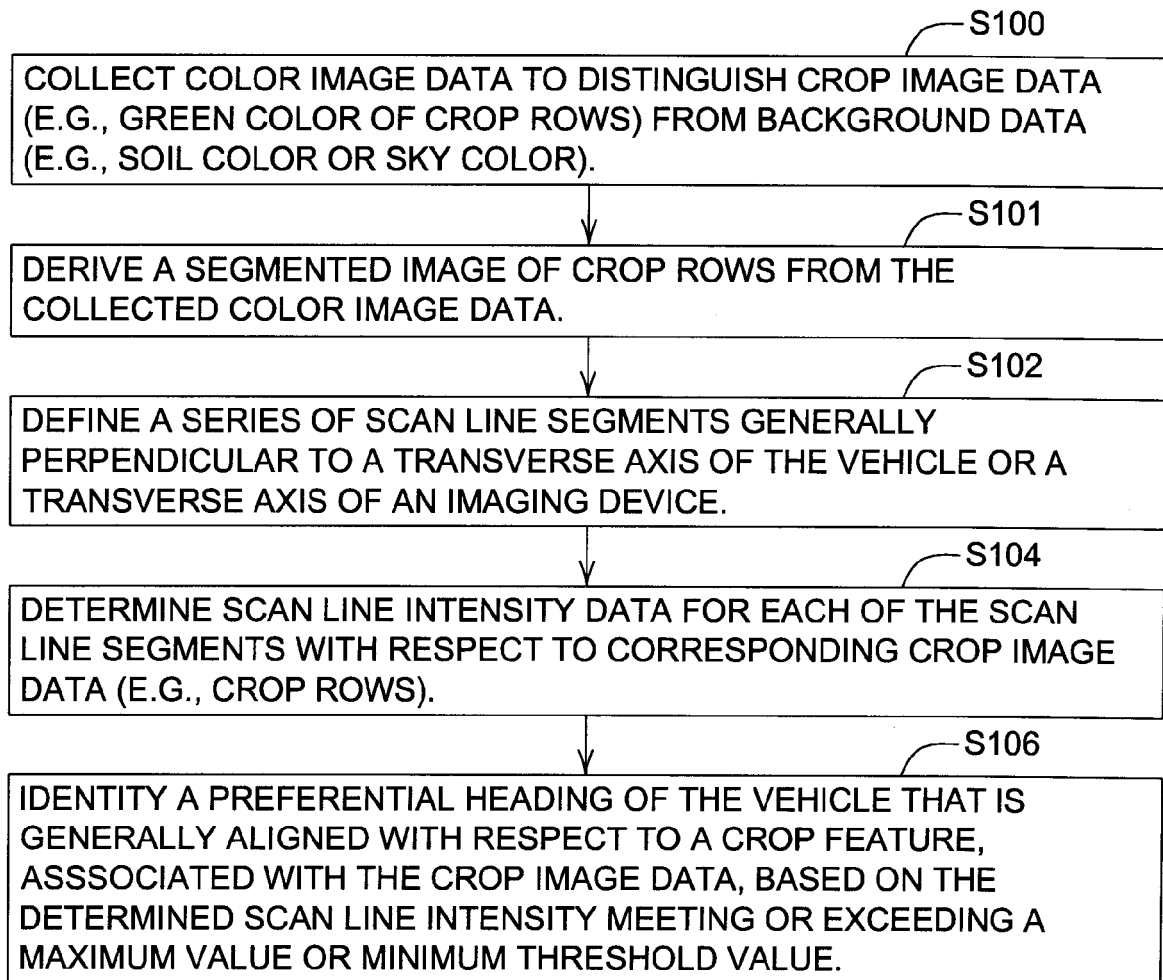 S100
COLLECT COLOR IMAGE DATA TO DISTINGUISH CROP IMAGE DATA
(E.G., GREEN COLOR OF CROP ROWS) FROM BACKGROUND DATA
(E.G., SOIL COLOR OR SKY COLOR).
S101
DERIVE A SEGMENTED IMAGE OF CROP ROWS FROM THE
COLLECTED COLOR IMAGE DATA.
S102
DEFINE A SERIES OF SCAN LINE SEGMENTS GENERALLY
PERPENDICULAR TO A TRANSVERSE AXIS OF THE VEHICLE OR A
TRANSVERSE AXIS OF AN IMAGING DEVICE.
S104
DETERMINE SCAN LINE INTENSITY DATA FOR EACH OF THE SCAN
LINE SEGMENTS WITH RESPECT TO CORRESPONDING CROP IMAGE
DATA (E.G., CROP ROWS).
S106
IDENTITY A PREFERENTIAL HEADING OF THE VEHICLE THAT IS
GENERALLY ALIGNED WITH RESPECT TO A CROP FEATURE,
ASSSOCIATED WITH THE CROP IMAGE DATA, BASED ON THE
DETERMINED SCAN LINE INTENSITY MEETING OR EXCEEDING A
MAXIMUM VALUE OR MINIMUM THRESHOLD VALUE.